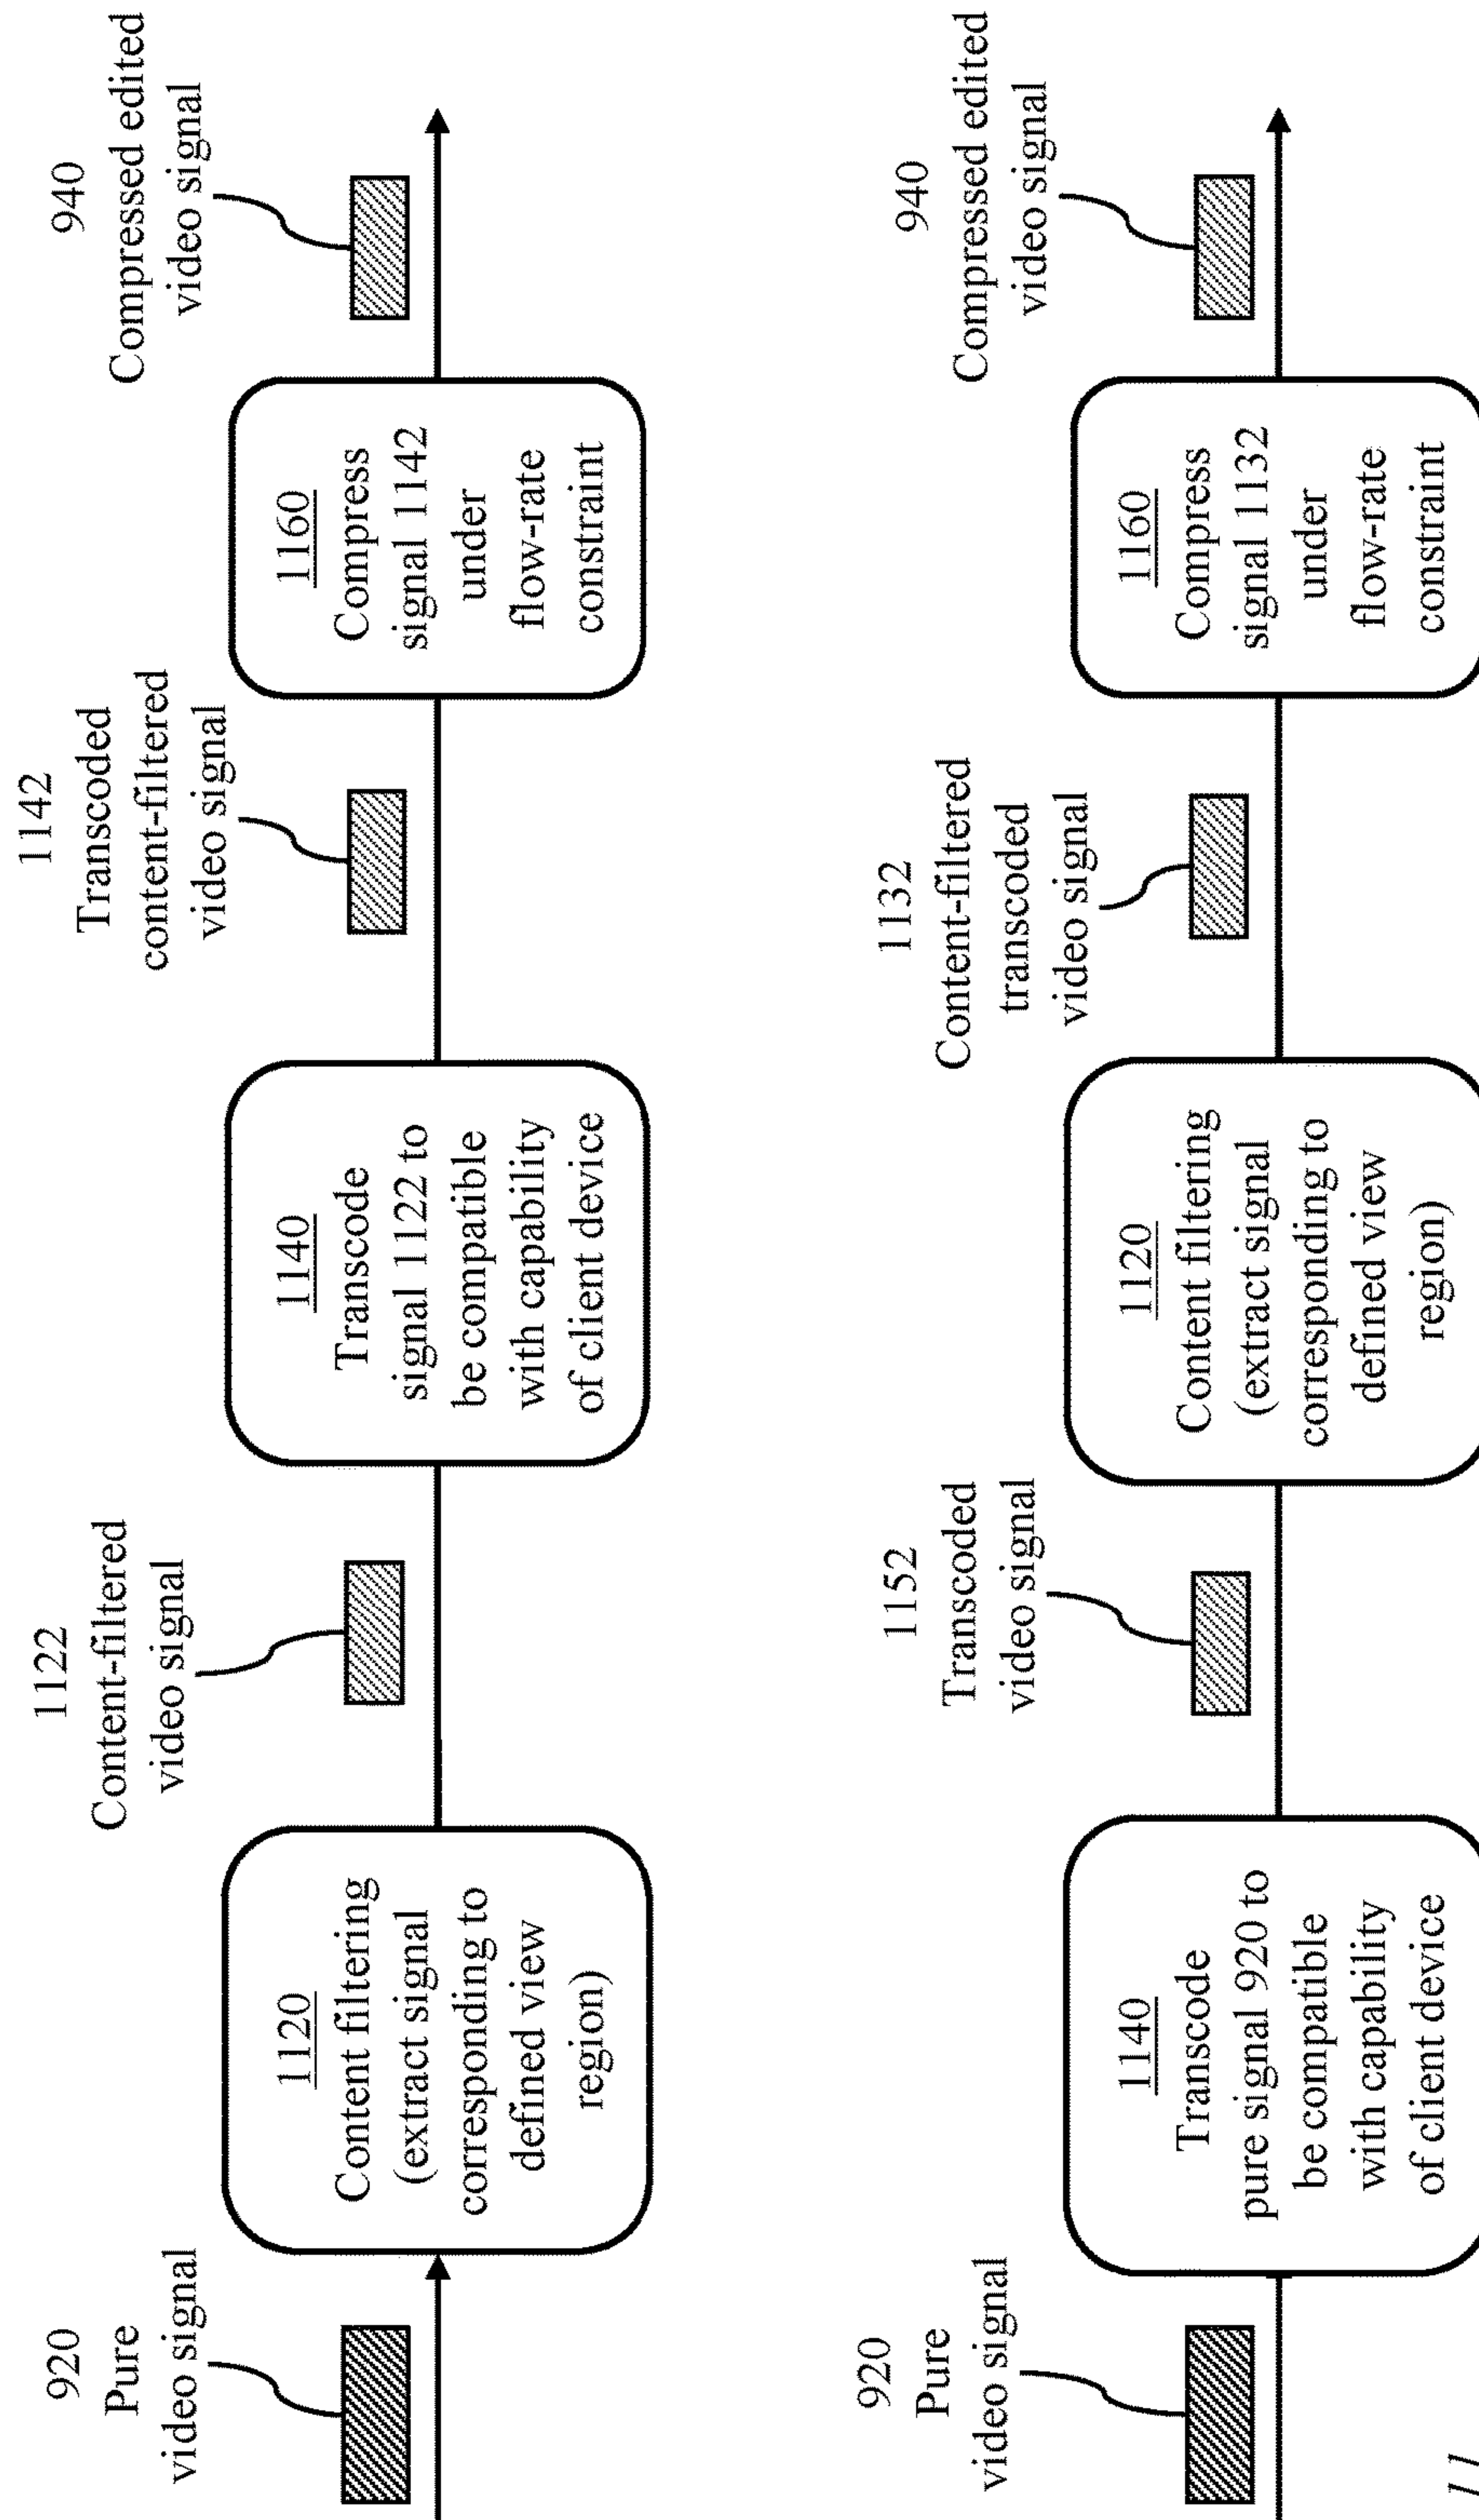 920
Pure
video signal
1120
Content filtering
(extract signal
corresponding to
defined view
region)
1122
Content-filtered
video signal
1140
Transcode
signal 1122 to
be compatible
with capability
of client device
1142
Transcoded
content-filtered
video signal
1160
Compress
signal 1142
under
flow-rate
constraint
940
Compressed edited
video signal
920
Pure
video signal
1140
Transcode
pure signal 920 to
be compatible
with capability
of client device
1152
Transcoded
video signal
1120
Content filtering
(extract signal
corresponding to
defined view
region)
1132
Content-filtered
transcoded
video signal
1160
Compress
signal 1132
under
flow-rate
constraint
940
Compressed edited
video signal
11